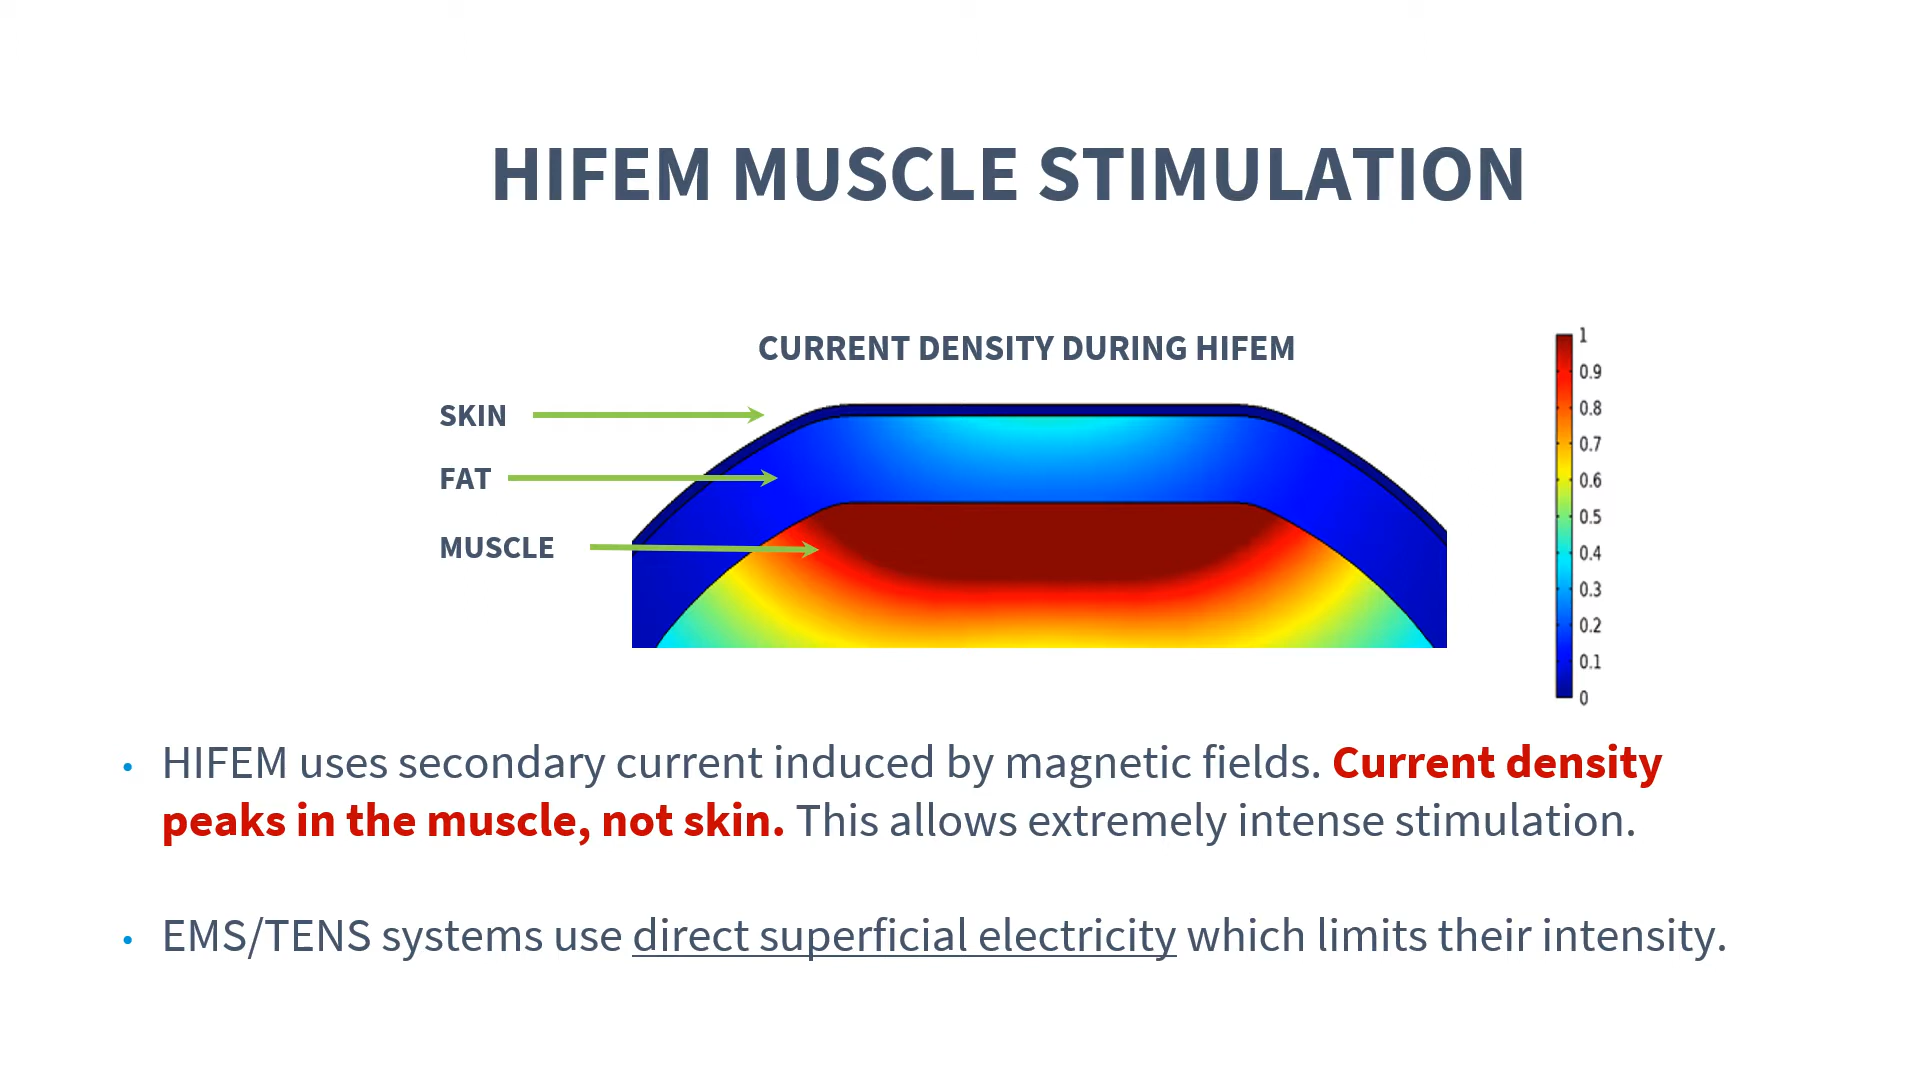 HIFEM MUSCLE STIMULATION
CURRENT DENSITY DURING HIFEM
SKIN
FAT
MUSCLE
1
0.9
0.8
0.7
0.6
0.5
0.4
0.3
0.2
0.1
0
• HIFEM uses secondary current induced by magnetic fields. Current density
peaks in the muscle, not skin. This allows extremely intense stimulation.
• EMS/TENS systems use direct superficial electricity which limits their intensity.